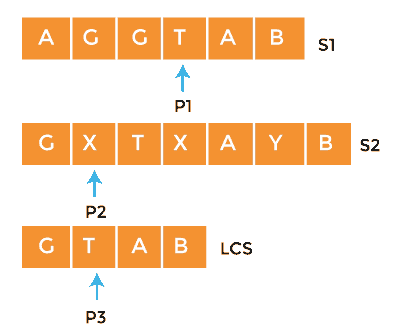 A G G T A B S1
P1
G X T X A Y B S2
P2
G T A B LCS
P3